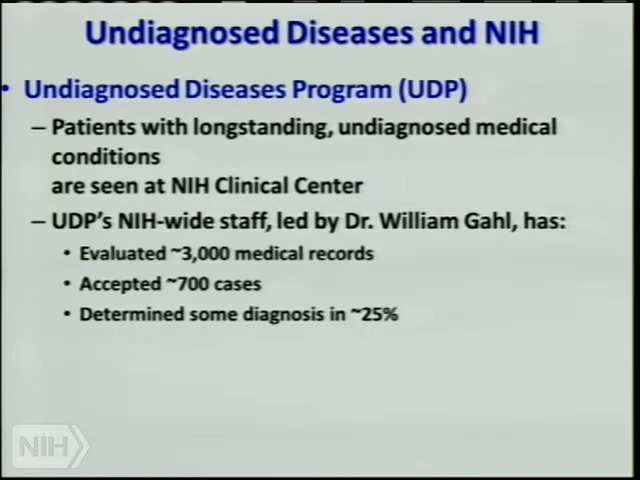 Undiagnosed Diseases and NIH
• Undiagnosed Diseases Program (UDP)
– Patients with longstanding, undiagnosed medical
conditions
are seen at NIH Clinical Center
– UDP's NIH-wide staff, led by Dr. William Gahl, has:
• Evaluated ~3,000 medical records
• Accepted ~700 cases
• Determined some diagnosis in ~25%
NIH